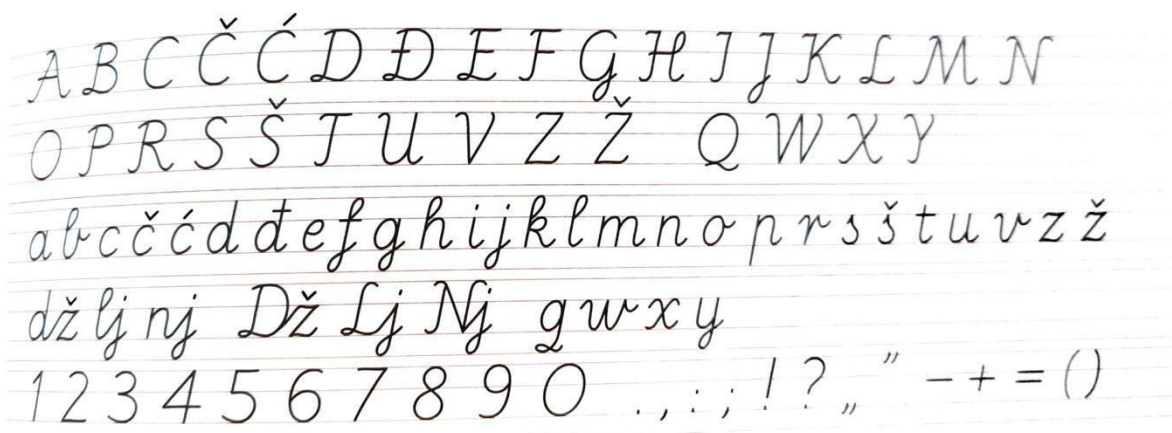 A B C Č Ć D Đ E F G H I J K L M N
O P R S Š T U V Z Ž Q W X Y
a b c č ć d đ e f g h i j k l m n o p r s š t u v z ž
dž lj nj Dž Lj Nj q w x y
1 2 3 4 5 6 7 8 9 0 . , : ; ! ? „ ” - + = ( )